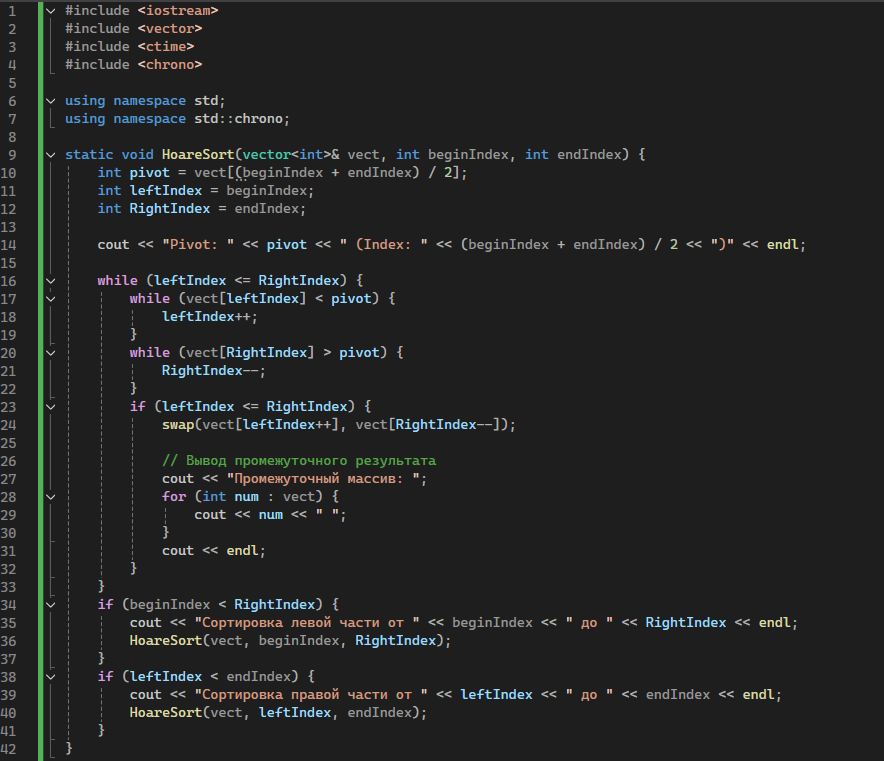 1 #include <iostream>
2 #include <vector>
3 #include <ctime>
4 #include <chrono>
5
6 using namespace std;
7 using namespace std::chrono;
8
9 static void HoareSort(vector<int>& vect, int beginIndex, int endIndex) {
10 int pivot = vect[(beginIndex + endIndex) / 2];
11 int leftIndex = beginIndex;
12 int RightIndex = endIndex;
13
14 cout << "Pivot: " << pivot << " (Index: " << (beginIndex + endIndex) / 2 << ")" << endl;
15
16 while (leftIndex <= RightIndex) {
17 while (vect[leftIndex] < pivot) {
18 leftIndex++;
19 }
20 while (vect[RightIndex] > pivot) {
21 RightIndex--;
22 }
23 if (leftIndex <= RightIndex) {
24 swap(vect[leftIndex++], vect[RightIndex--]);
25
26 // Вывод промежуточного результата
27 cout << "Промежуточный массив: ";
28 for (int num : vect) {
29 cout << num << " ";
30 }
31 cout << endl;
32 }
33 }
34 if (beginIndex < RightIndex) {
35 cout << "Сортировка левой части от " << beginIndex << " до " << RightIndex << endl;
36 HoareSort(vect, beginIndex, RightIndex);
37 }
38 if (leftIndex < endIndex) {
39 cout << "Сортировка правой части от " << leftIndex << " до " << endIndex << endl;
40 HoareSort(vect, leftIndex, endIndex);
41 }
42 }